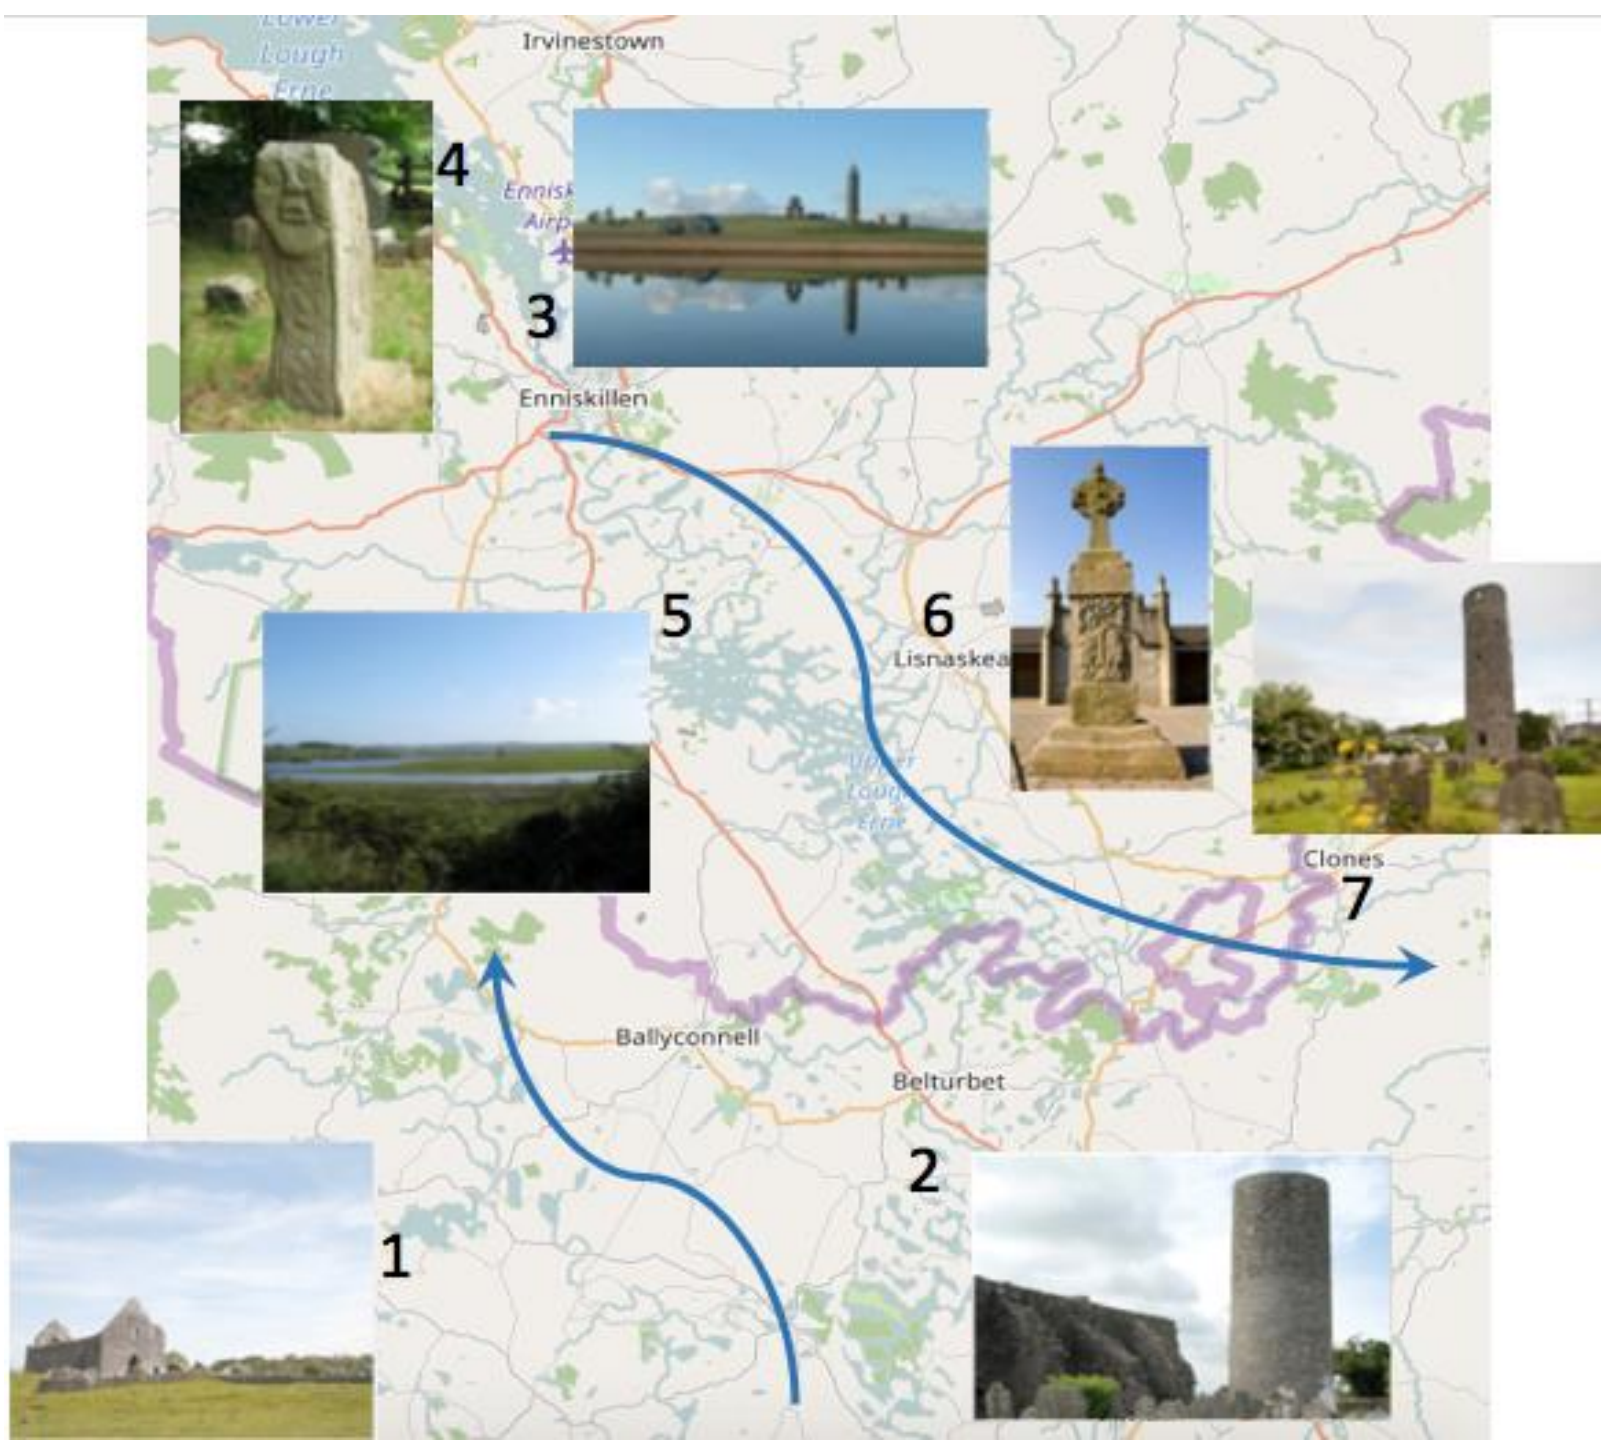 Lower
Lough
Erne
Irvinestown
4
Ennisk
Airp
3
Enniskillen
5
6
Lisnaskea
Upper
Loug
Erne
Clones
7
Ballyconnell
Belturbet
2
1